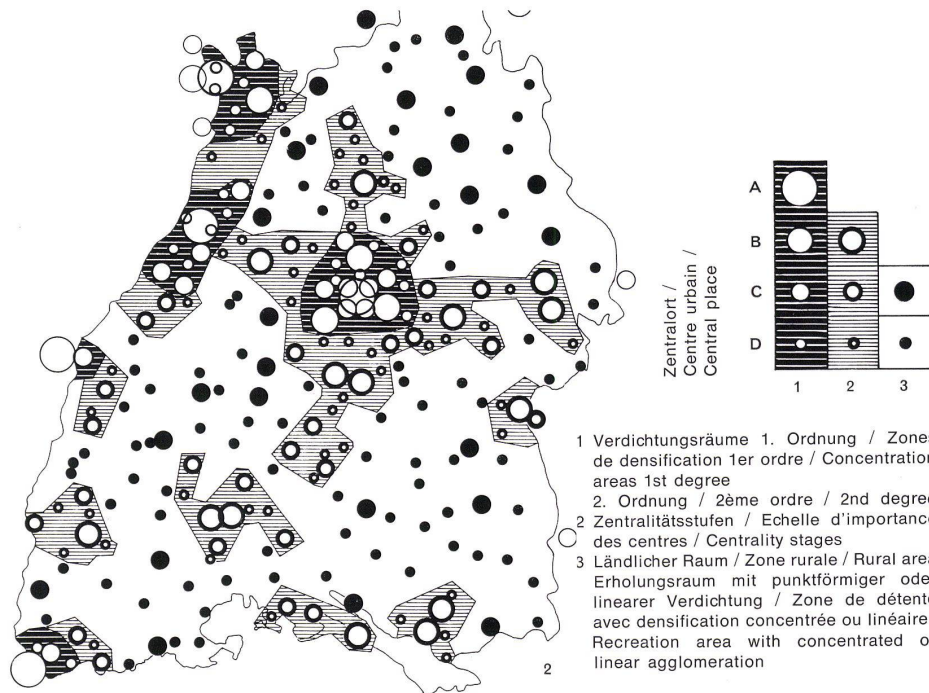 A
B
C
D
Zentralort /
Centre urbain /
Central place
1 2 3
1 Verdichtungsräume 1. Ordnung / Zones
de densification 1er ordre / Concentration
areas 1st degree
2. Ordnung / 2ème ordre / 2nd degree
2 Zentralitätsstufen / Echelle d'importance
des centres / Centrality stages
3 Ländlicher Raum / Zone rurale / Rural area
Erholungsraum mit punktförmiger ode
linearer Verdichtung / Zone de détente
avec densification concentrée ou linéaire
Recreation area with concentrated o
linear agglomeration
2